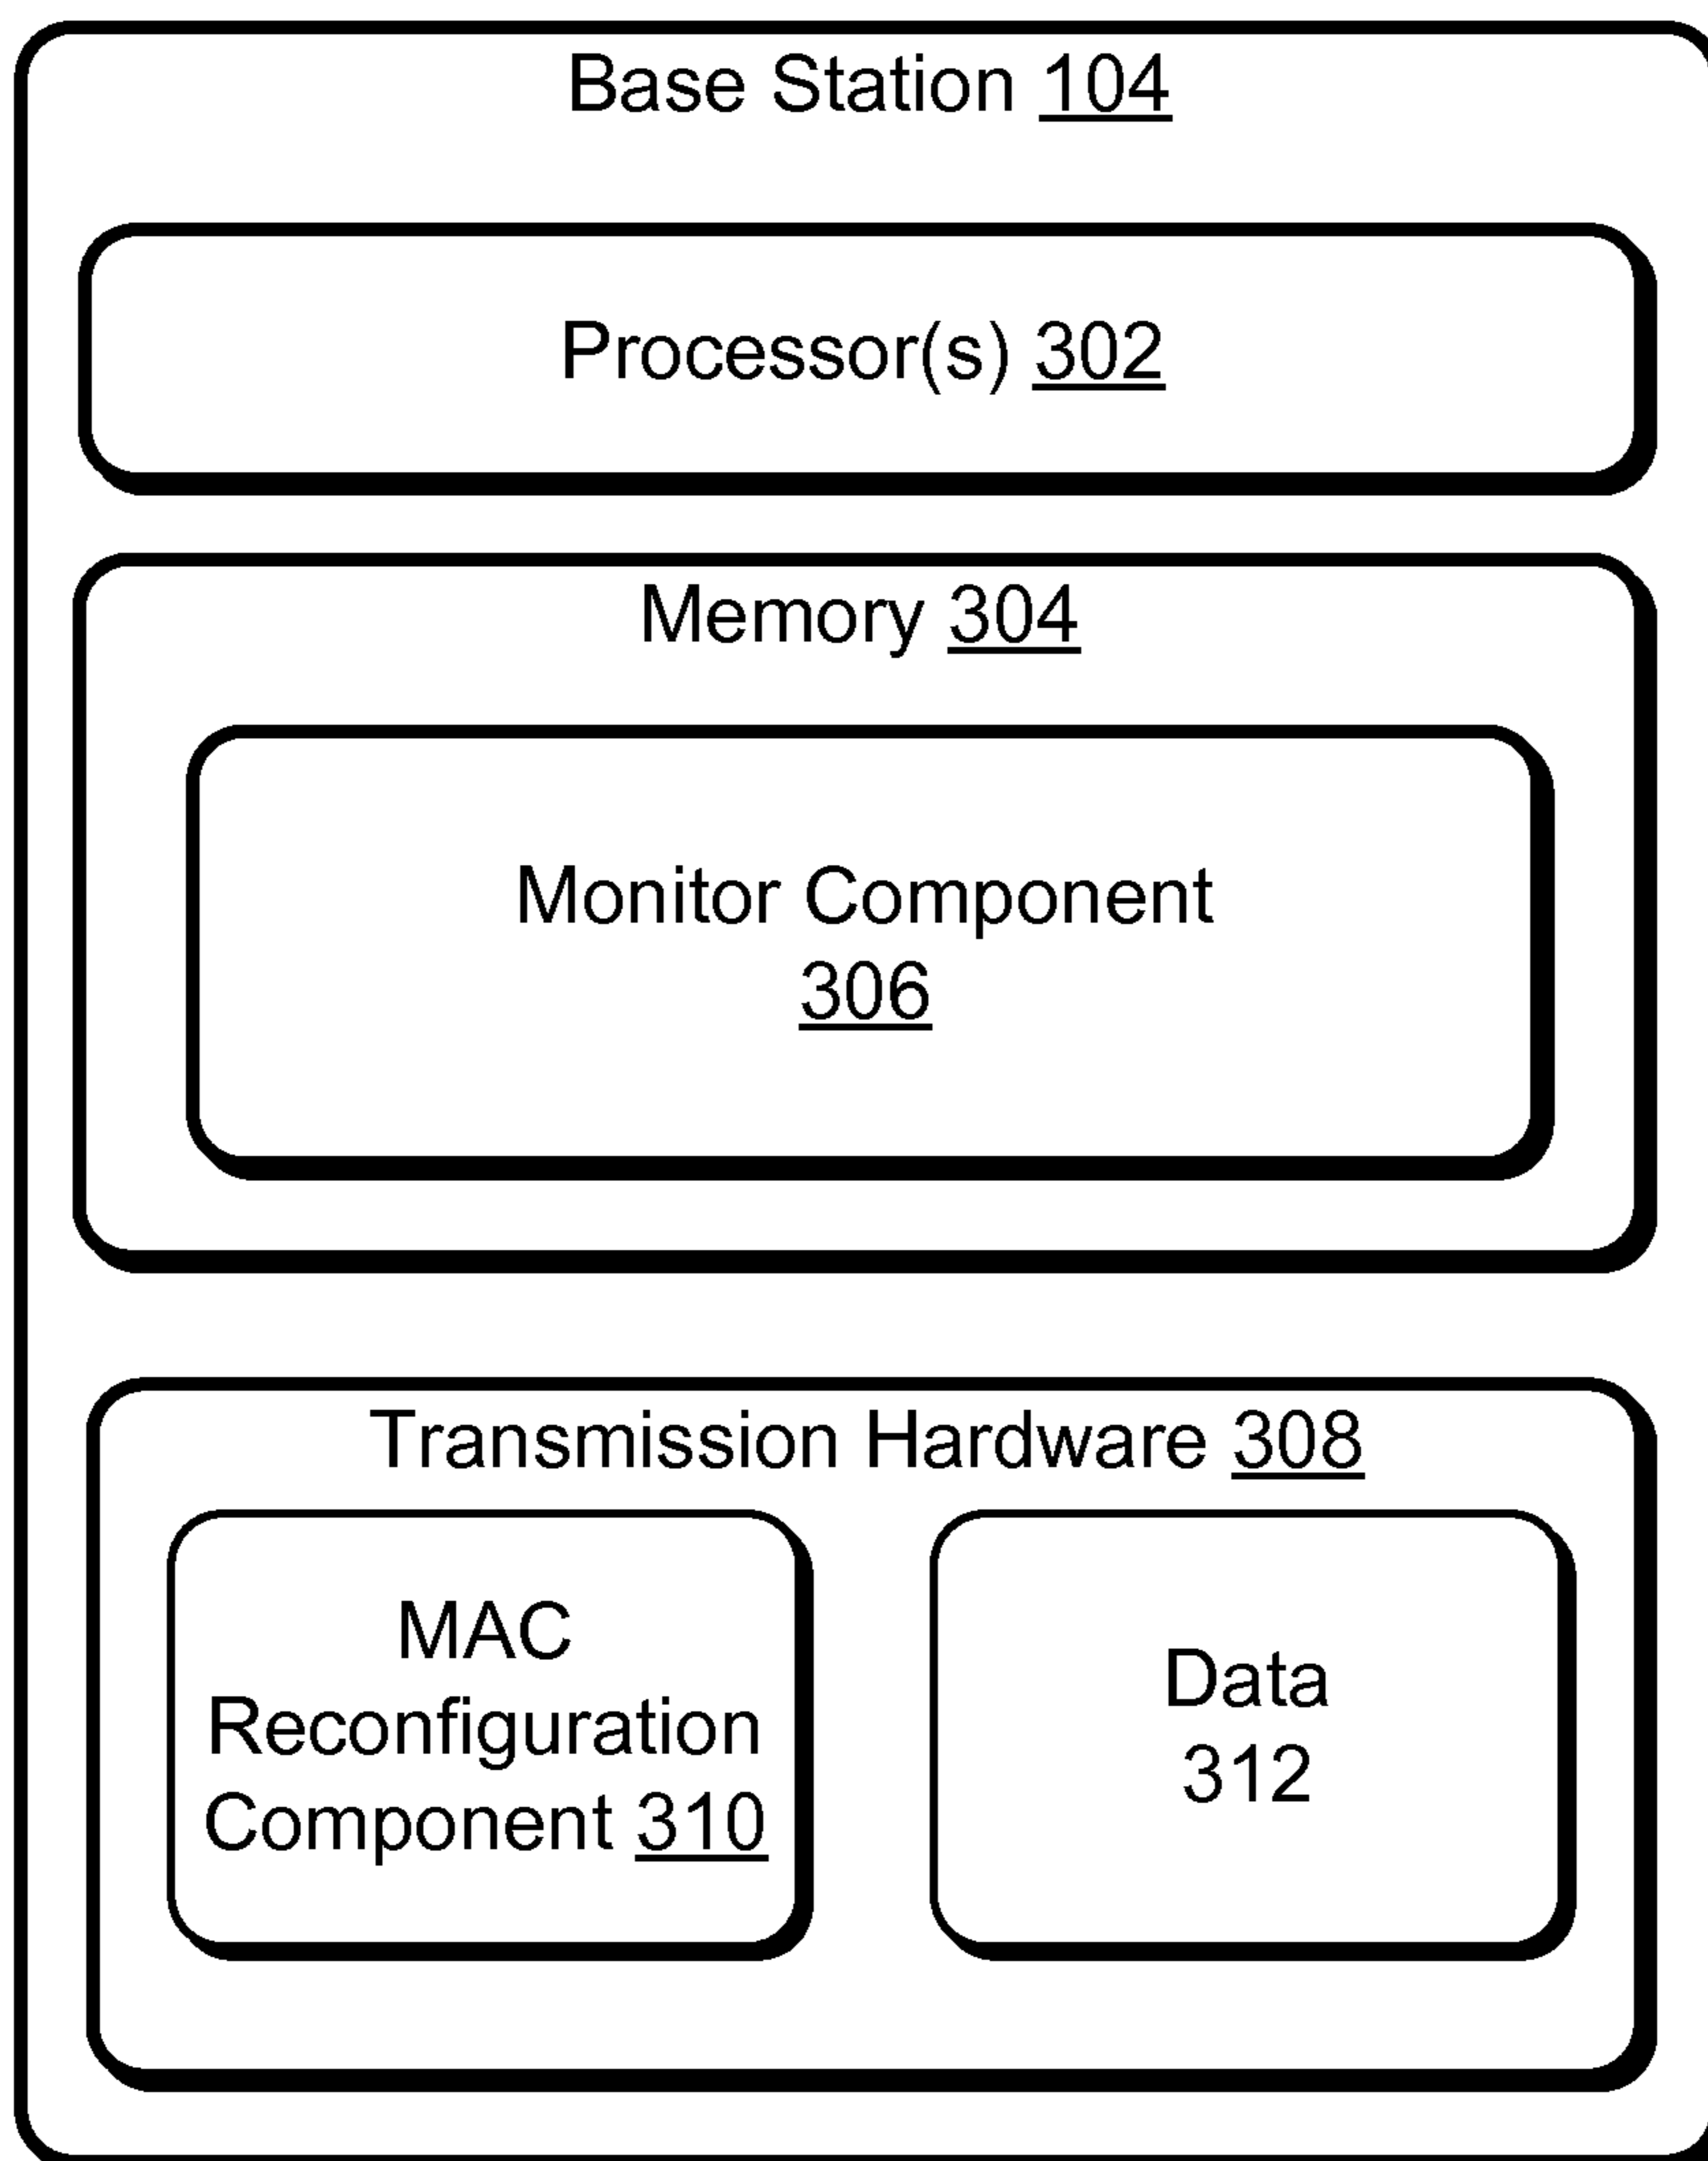 Base Station 104
Processor(s) 302
Memory 304
Monitor Component
306
Transmission Hardware 308
MAC
Reconfiguration
Component 310
Data
312